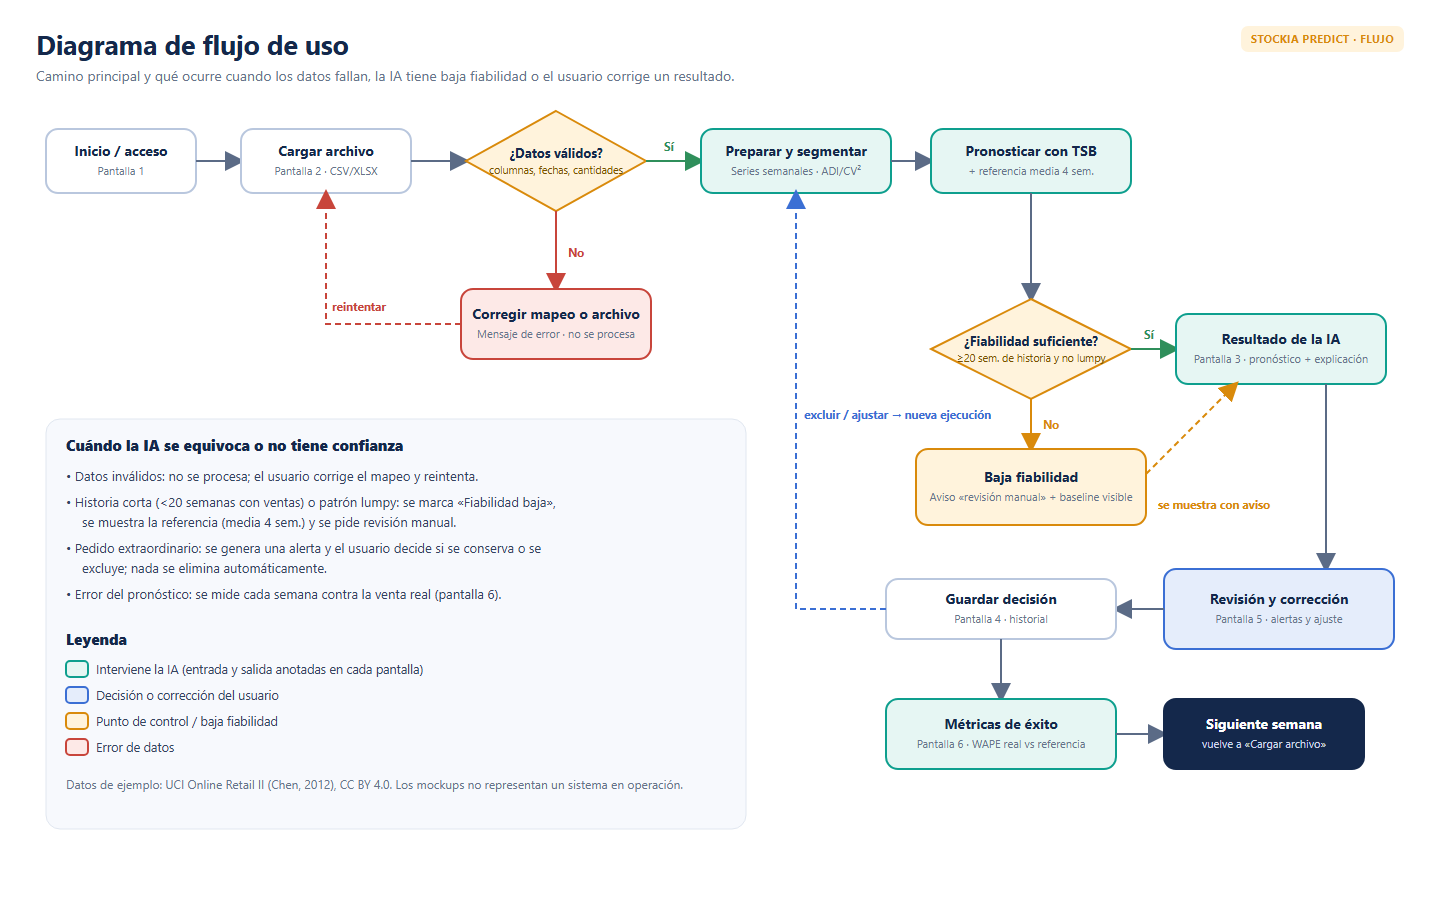 Diagrama de flujo de uso
STOCKIA PREDICT · FLUJO
Camino principal y qué ocurre cuando los datos fallan, la IA tiene baja fiabilidad o el usuario corrige un resultado.
Inicio / acceso
Pantalla 1
Cargar archivo
Pantalla 2 · CSV/XLSX
¿Datos válidos?
columnas, fechas, cantidades
Sí
Preparar y segmentar
Series semanales · ADI/CV²
Pronosticar con TSB
+ referencia media 4 sem.
No
reintentar
Corregir mapeo o archivo
Mensaje de error · no se procesa
¿Fiabilidad suficiente?
≥20 sem. de historia y no lumpy
Sí
Resultado de la IA
Pantalla 3 · pronóstico + explicación
excluir / ajustar → nueva ejecución
No
Baja fiabilidad
Aviso «revisión manual» + baseline visible
se muestra con aviso
Guardar decisión
Pantalla 4 · historial
Revisión y corrección
Pantalla 5 · alertas y ajuste
Métricas de éxito
Pantalla 6 · WAPE real vs referencia
Siguiente semana
vuelve a «Cargar archivo»
Cuándo la IA se equivoca o no tiene confianza
• Datos inválidos: no se procesa; el usuario corrige el mapeo y reintenta.
• Historia corta (<20 semanas con ventas) o patrón lumpy: se marca «Fiabilidad baja»,
se muestra la referencia (media 4 sem.) y se pide revisión manual.
• Pedido extraordinario: se genera una alerta y el usuario decide si se conserva o se
excluye; nada se elimina automáticamente.
• Error del pronóstico: se mide cada semana contra la venta real (pantalla 6).
Leyenda
Interviene la IA (entrada y salida anotadas en cada pantalla)
Decisión o corrección del usuario
Punto de control / baja fiabilidad
Error de datos
Datos de ejemplo: UCI Online Retail II (Chen, 2012), CC BY 4.0. Los mockups no representan un sistema en operación.